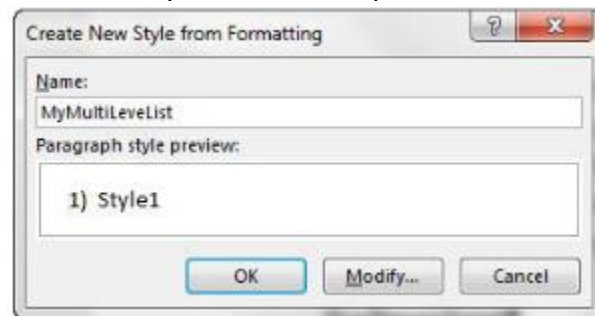 Create New Style from Formatting
Name:
MyMultiLeveList
Paragraph style preview:
1) Style1
OK Modify... Cancel